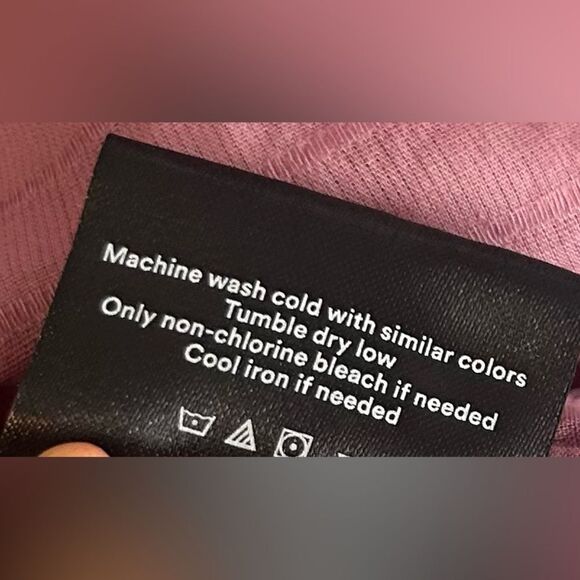 Machine wash cold with similar colors
Tumble dry low
Only non-chlorine bleach if needed
Cool iron if needed